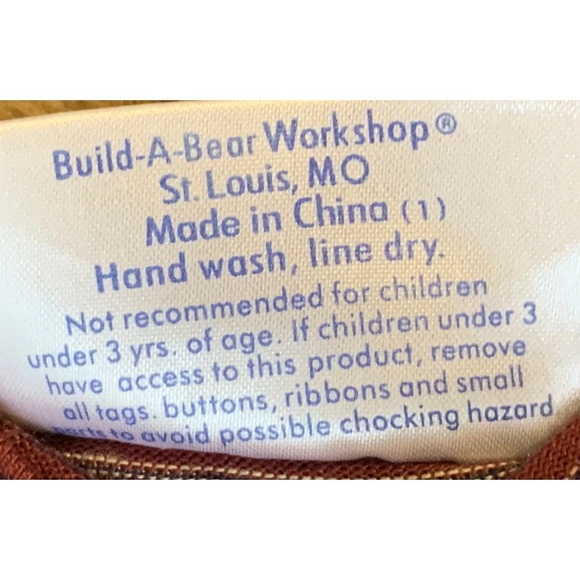 Build-A-Bear Workshop®
St. Louis, MO
Made in China (1)
Hand wash, line dry.
Not recommended for children
under 3 yrs. of age. If children under 3
have access to this product, remove
all tags. buttons, ribbons and small
to avoid possible chocking hazard